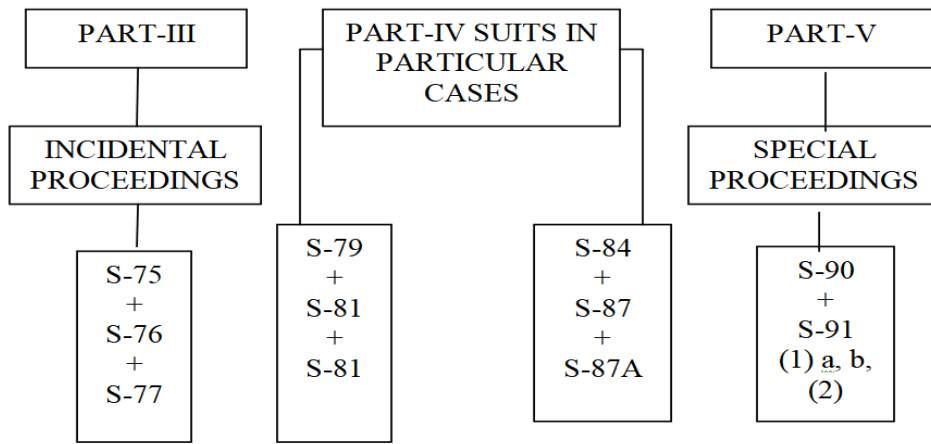 PART-III
INCIDENTAL
PROCEEDINGS
S-75
+
S-76
+
S-77
PART-IV SUITS IN
PARTICULAR
CASES
S-79
+
S-81
+
S-81
S-84
+
S-87
+
S-87A
PART-V
SPECIAL
PROCEEDINGS
S-90
+
S-91
(1) a, b,
(2)